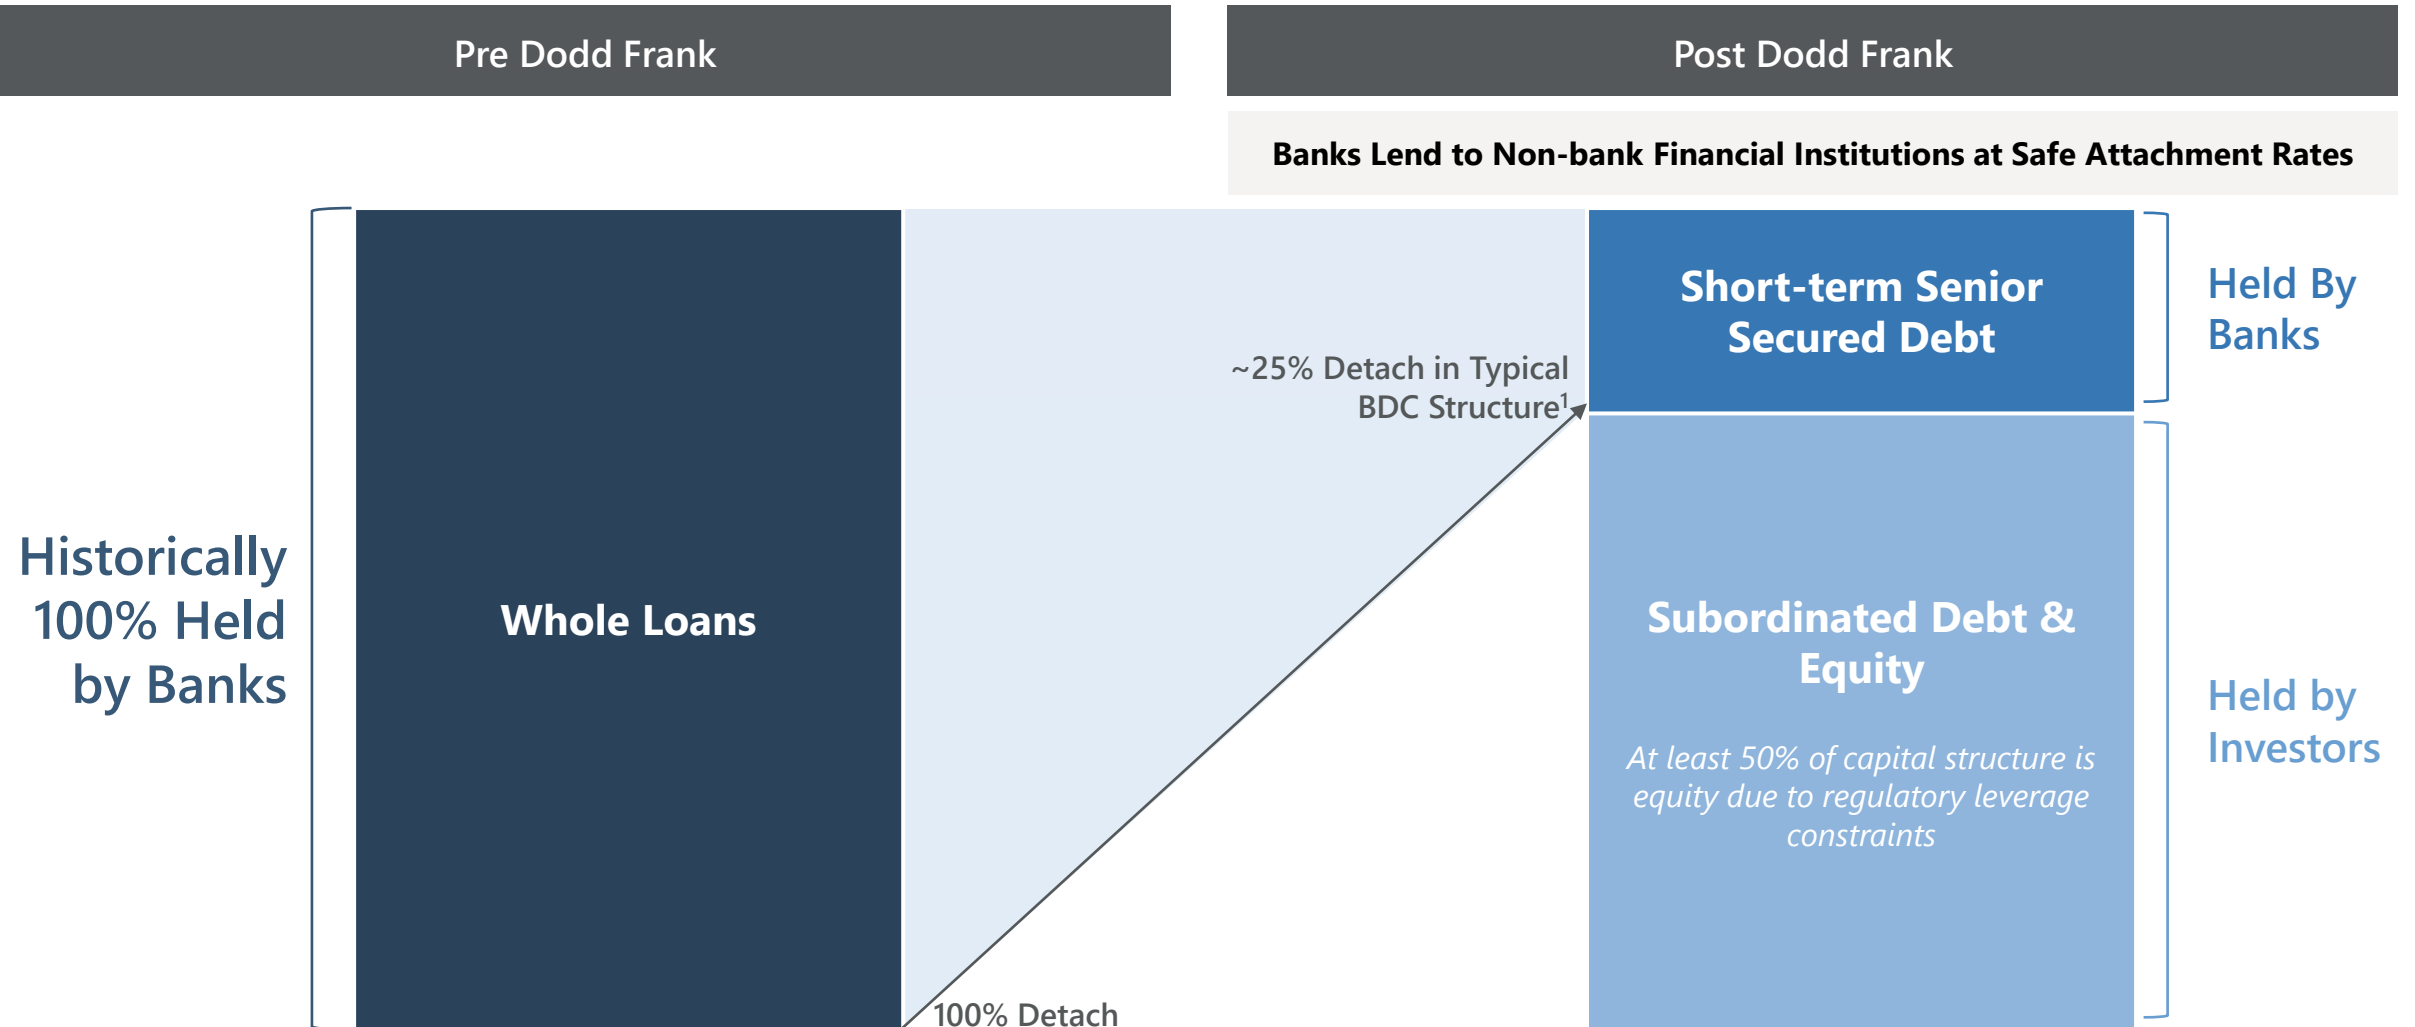 Pre Dodd Frank
Post Dodd Frank
Banks Lend to Non-bank Financial Institutions at Safe Attachment Rates
Historically
100% Held
by Banks
Whole Loans
~25% Detach in Typical
BDC Structure¹
100% Detach
Short-term Senior
Secured Debt
Held By
Banks
Subordinated Debt &
Equity
At least 50% of capital structure is
equity due to regulatory leverage
constraints
Held by
Investors